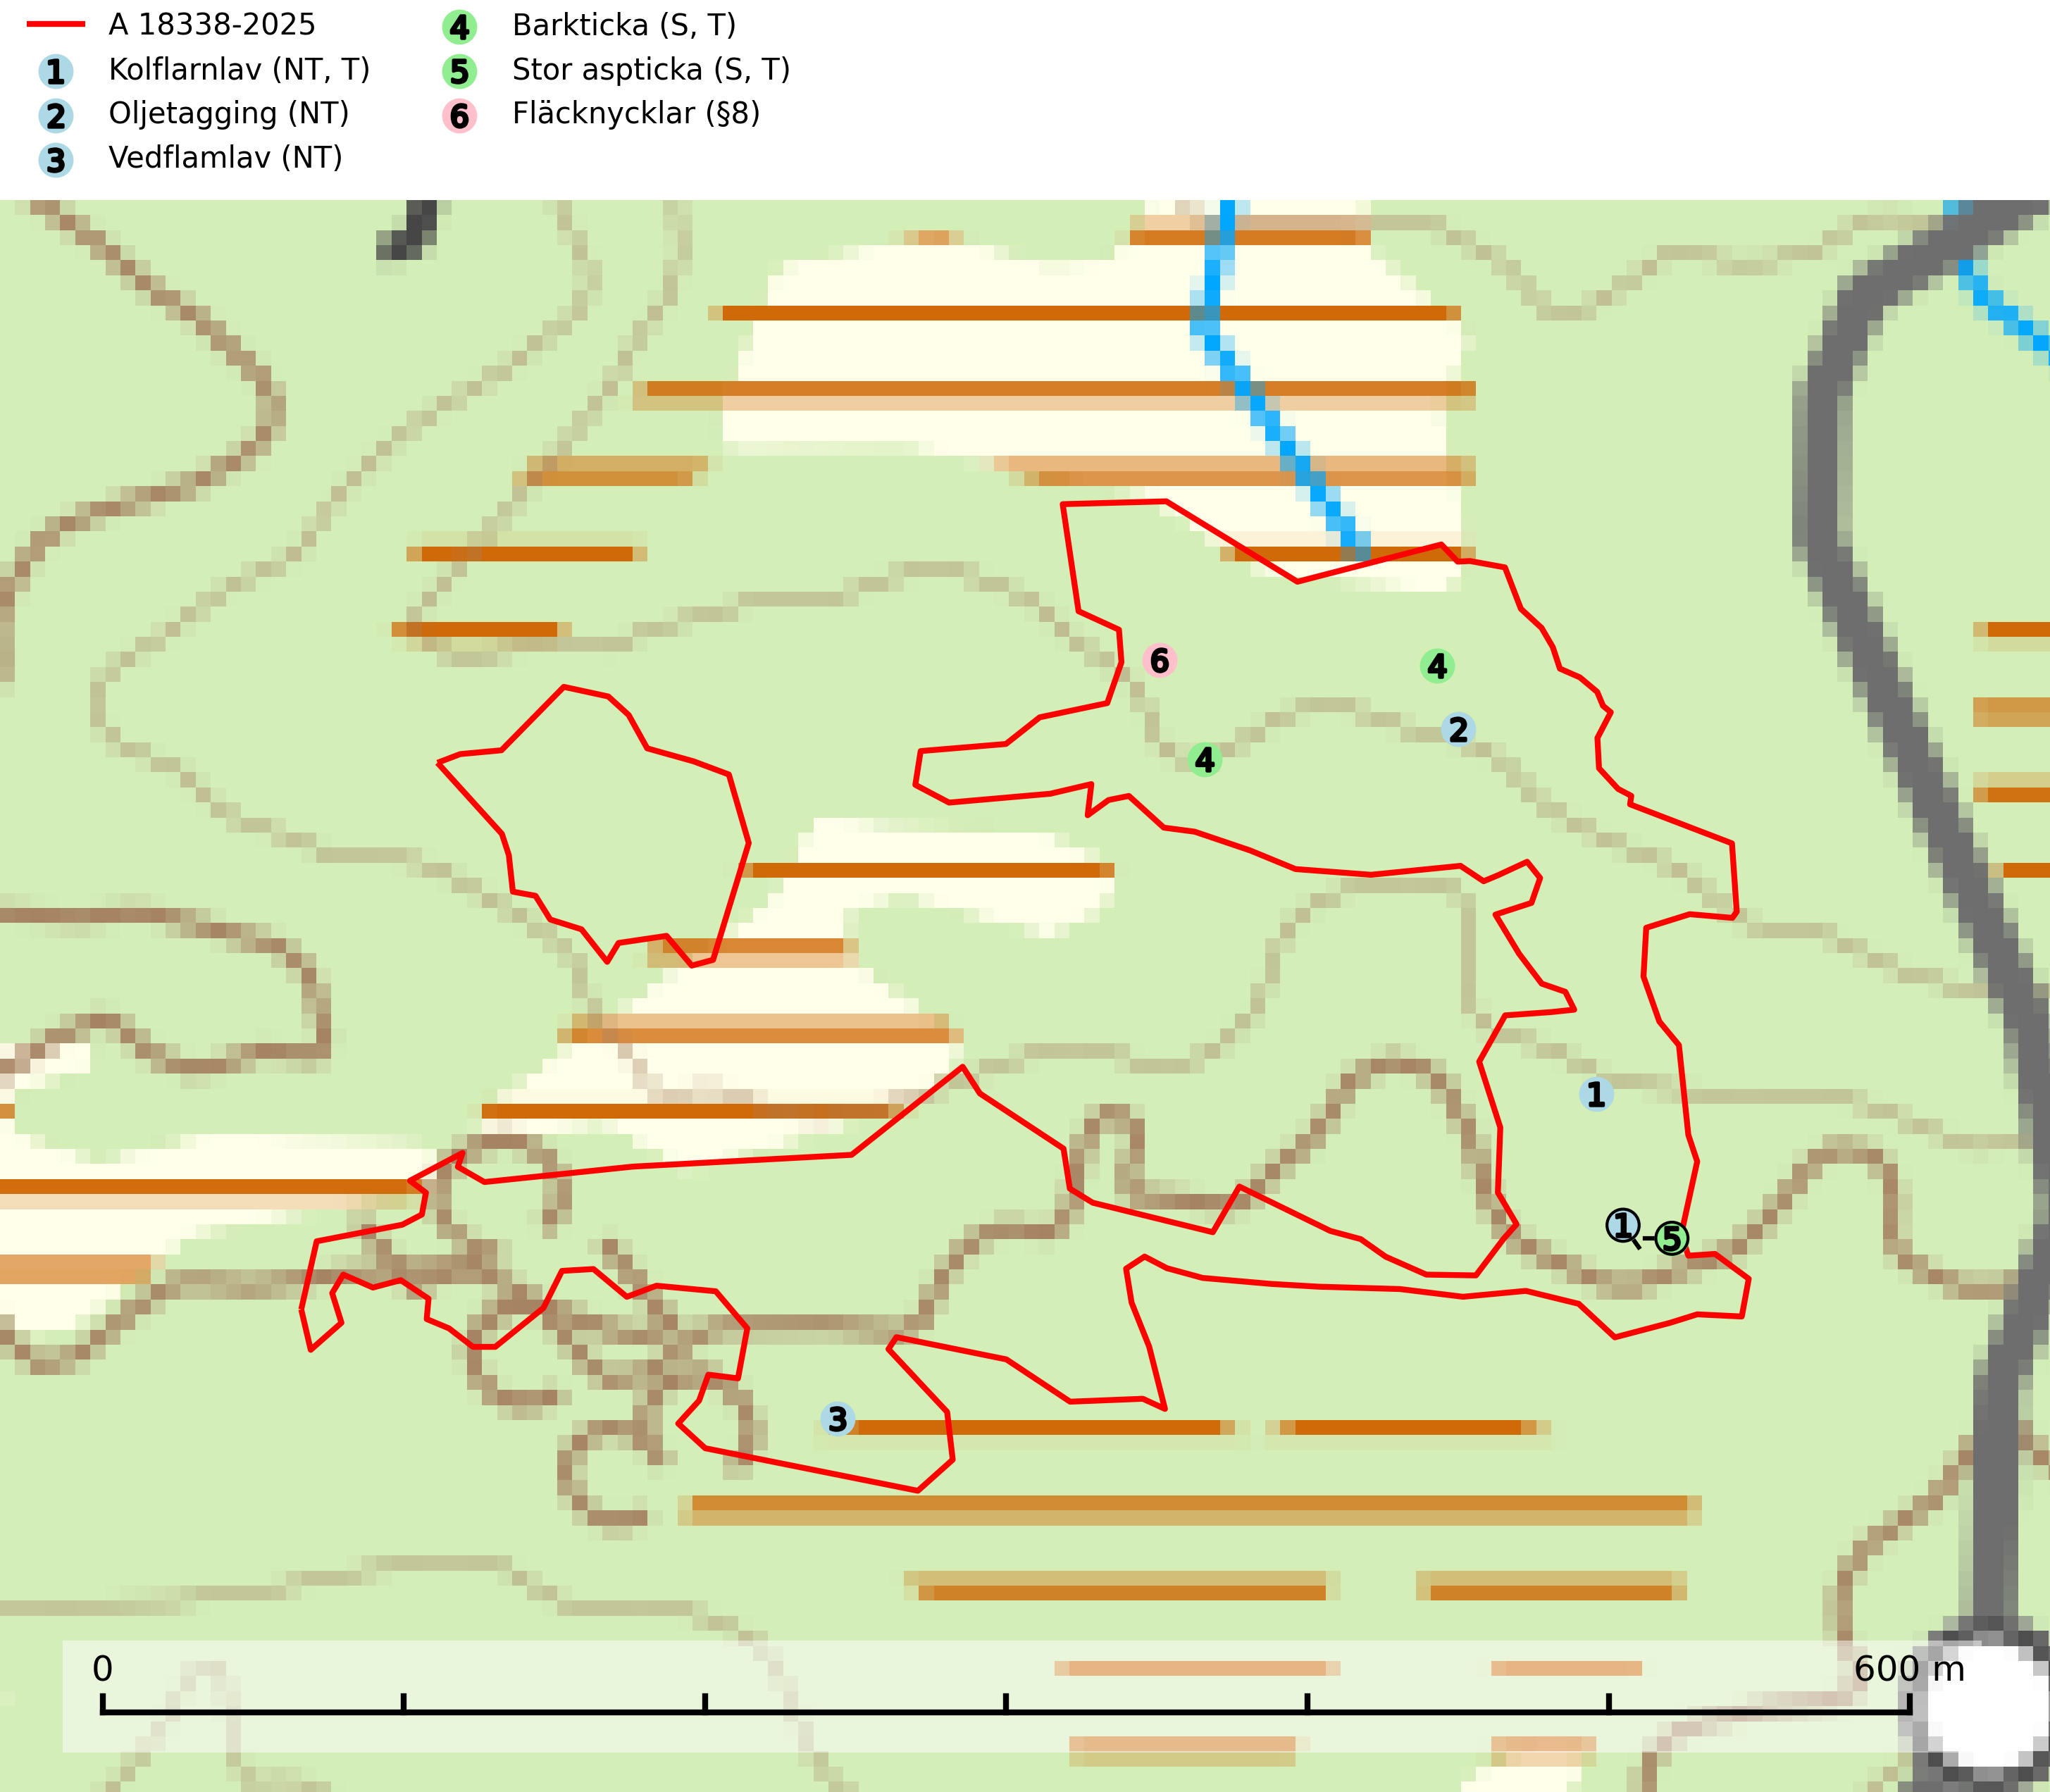 A 18338-2025
1 Kolflarnlav (NT, T)
2 Oljetagging (NT)
3 Vedflamlav (NT)
4 Barkticka (S, T)
5 Stor aspticka (S, T)
6 Fläcknycklar (§8)
6
4
2
4
1
1
5
3
0
600 m